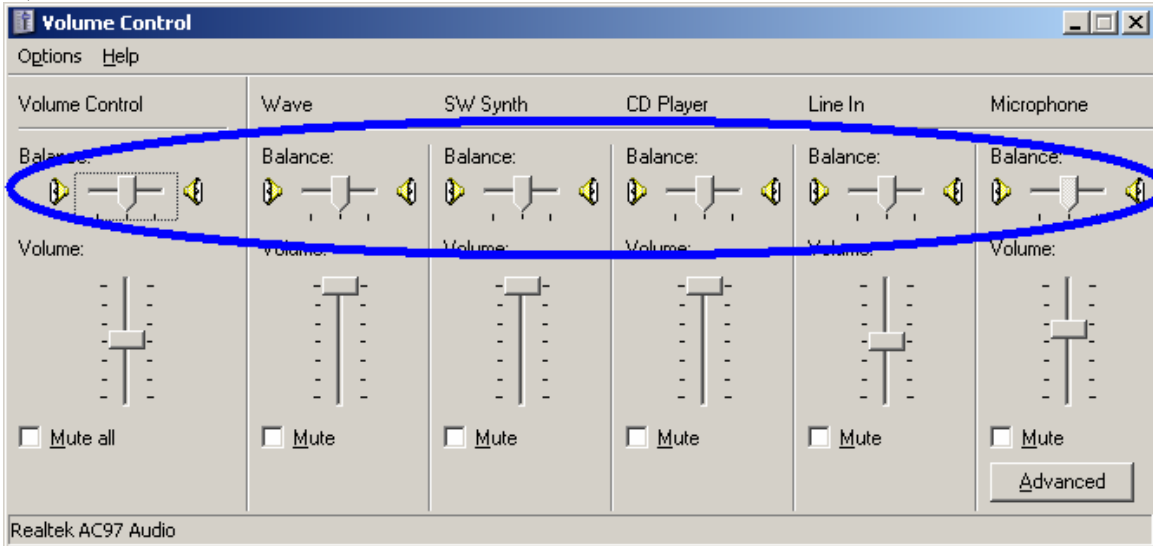 Volume Control
Options Help
Volume Control Wave SW Synth CD Player Line In Microphone
Balance: Balance: Balance: Balance: Balance: Balance:
Volume: Volume: Volume: Volume: Volume: Volume:
Mute all Mute Mute Mute Mute Mute
Advanced
Realtek AC97 Audio